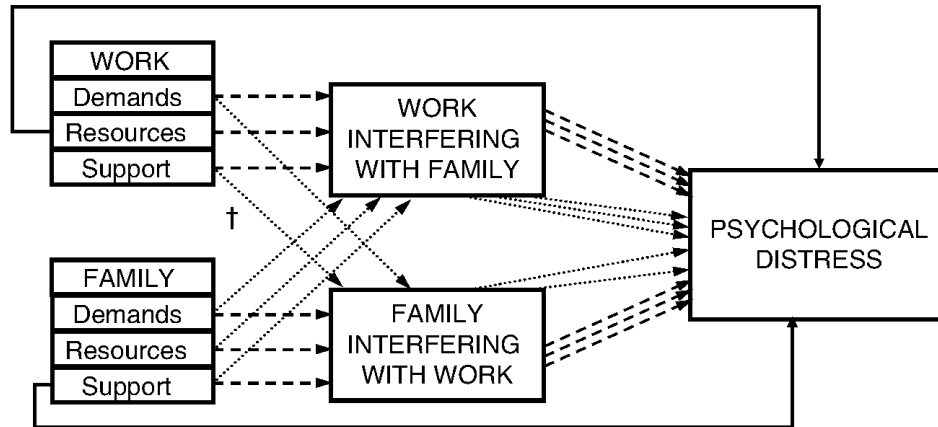 WORK
Demands
Resources
Support
WORK
INTERFERING
WITH FAMILY
†
PSYCHOLOGICAL
DISTRESS
FAMILY
Demands
Resources
Support
FAMILY
INTERFERING
WITH WORK